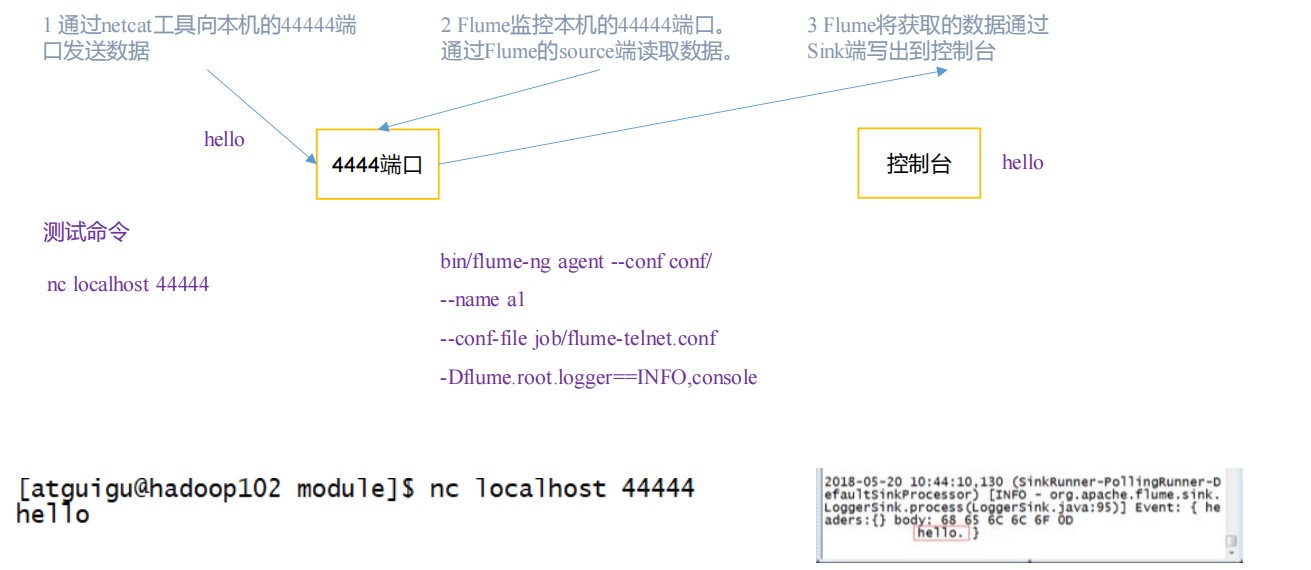 1 通过netcat工具向本机的44444端
口发送数据
2 Flume监控本机的44444端口。
通过Flume的source端读取数据。
3 Flume将获取的数据通过
Sink端写出到控制台
hello
4444端口
控制台
hello
测试命令
nc localhost 44444
bin/flume-ng agent --conf conf/
--name a1
--conf-file job/flume-telnet.conf
-Dflume.root.logger==INFO,console
[atguigu@hadoop102 module]$ nc localhost 44444
hello
2018-05-20 10:44:10,130 (SinkRunner-PollingRunner-D
efaultSinkProcessor) [INFO - org.apache.flume.sink.
LoggerSink.process(LoggerSink.java:95)] Event: { he
aders:{} body: 68 65 6C 6C 6F 0D
hello. }